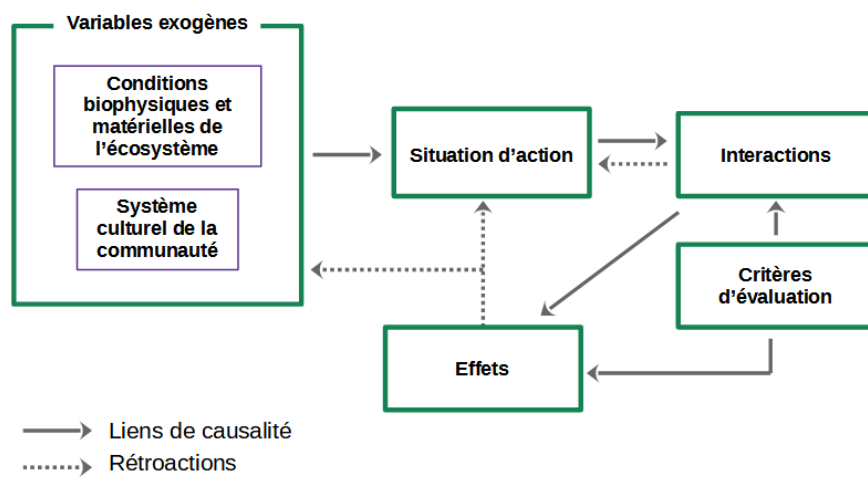 Variables exogènes
Conditions
biophysiques et
matérielles de
l'écosystème
Système
culturel de la
communauté
Situation d'action
Interactions
Critères
d'évaluation
Effets
Liens de causalité
Rétroactions